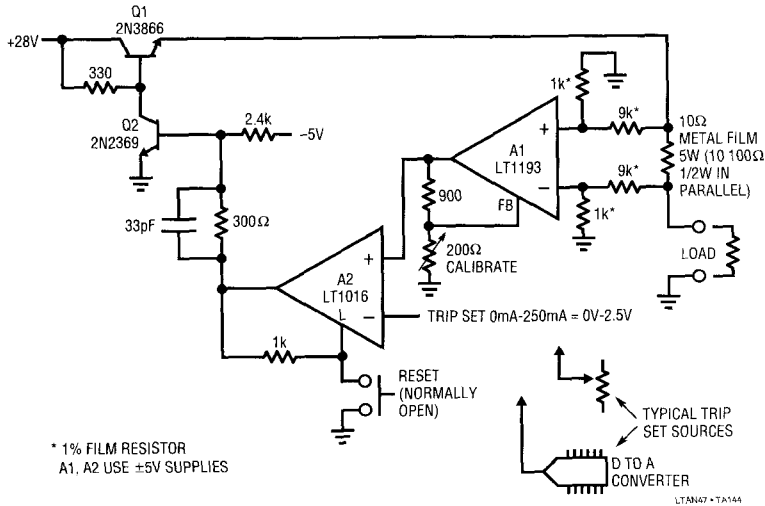 Q1
2N3866
+28V
330
Q2
2N2369
2.4k
–5V
33pF
300Ω
1k*
9k*
10Ω
METAL FILM
5W (10 100Ω
1/2W IN
PARALLEL)
+
A1
LT1193
–
FB
9k*
1k*
900
200Ω
CALIBRATE
LOAD
+
A2
LT1016
L
–
TRIP SET 0mA-250mA = 0V-2.5V
1k
RESET
(NORMALLY
OPEN)
TYPICAL TRIP
SET SOURCES
D TO A
CONVERTER
* 1% FILM RESISTOR
A1, A2 USE ±5V SUPPLIES
LTAN47 • TA144